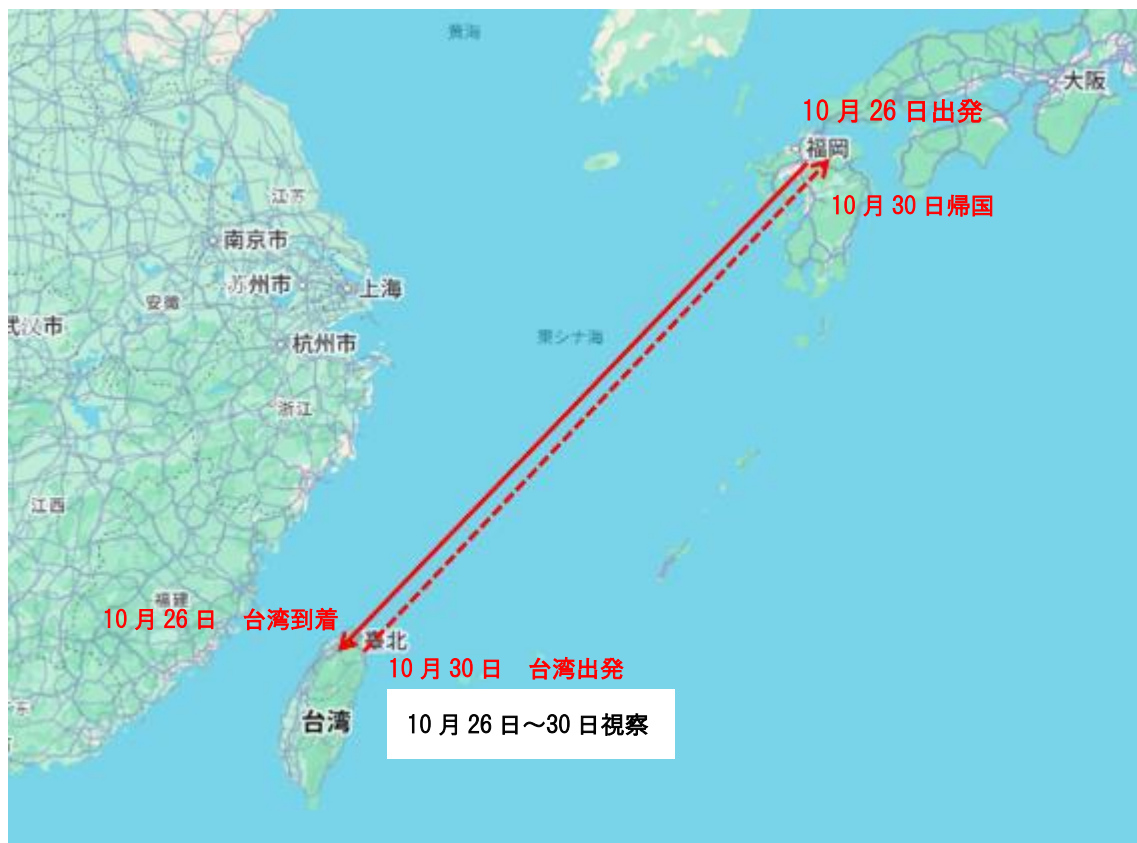 黄海
大阪
10月26日出発
福岡
江苏
10月30日帰国
南京市
苏州市
上海
安徽
武汉市
東シナ海
杭州市
浙江
江西
福建
10月26日　台湾到着
臺北
10月30日　台湾出発
台湾
10月26日～30日視察